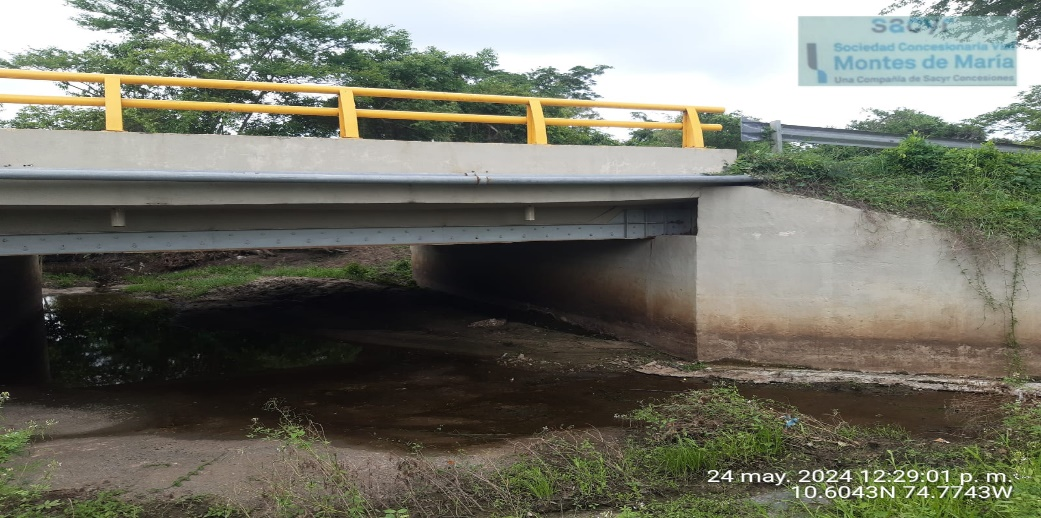 sacyr
Sociedad Concesionaria Vial
Montes de María
Una Compañía de Sacyr Concesiones
24 may. 2024 12:29:01 p. m.
10.6043N 74.7743W